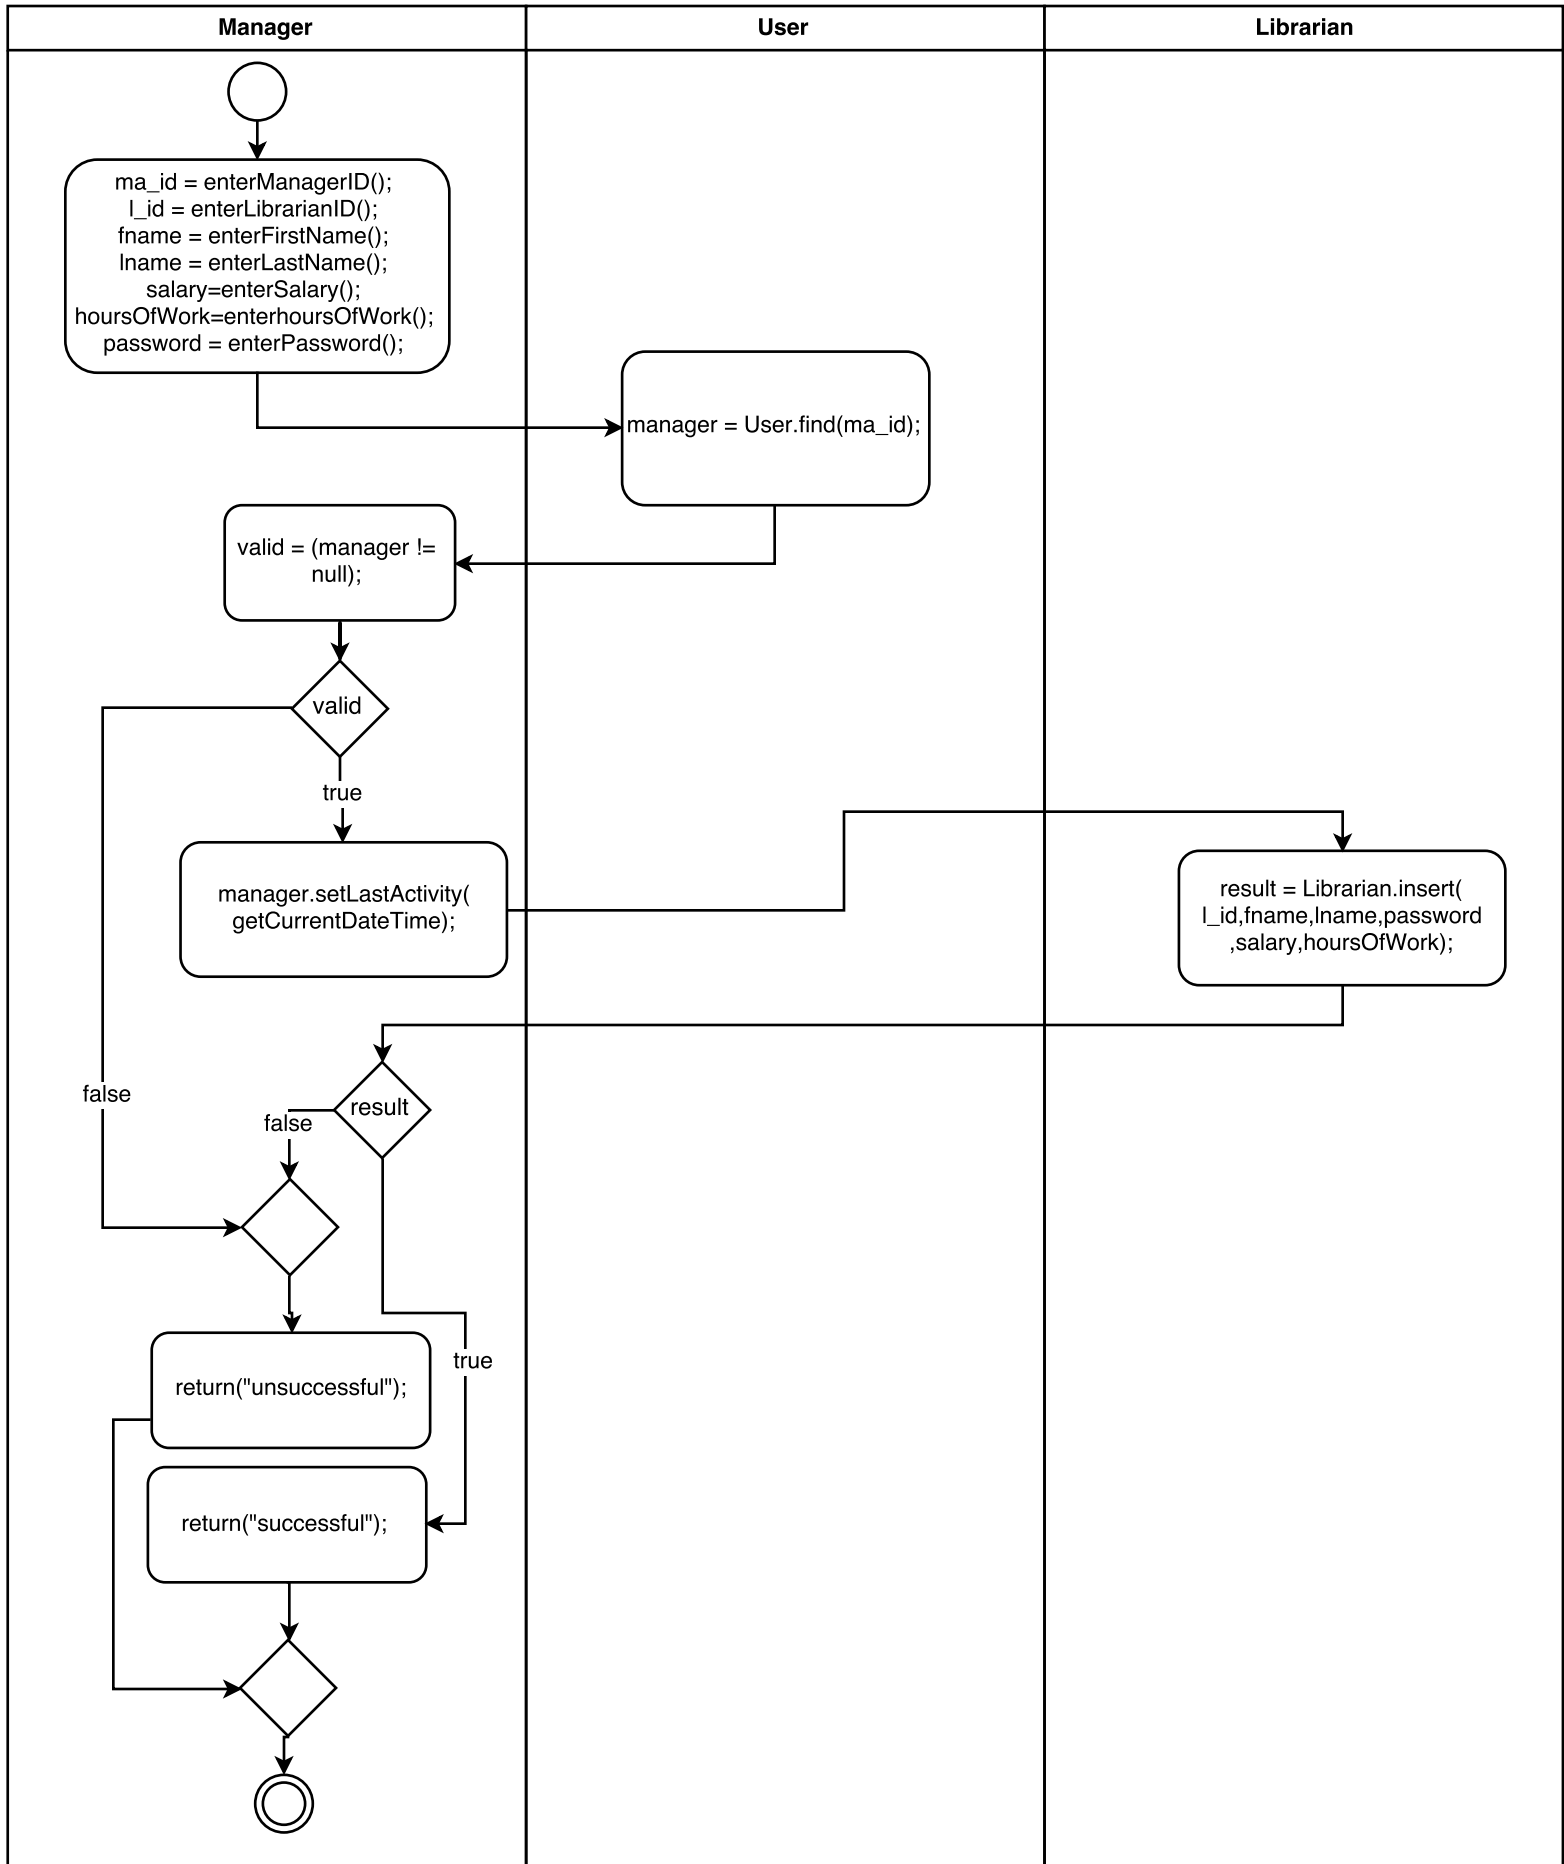 Manager
User
Librarian
ma_id = enterManagerID();
l_id = enterLibrarianID();
fname = enterFirstName();
lname = enterLastName();
salary=enterSalary();
hoursOfWork=enterhoursOfWork();
password = enterPassword();
manager = User.find(ma_id);
valid = (manager !=
null);
valid
true
manager.setLastActivity(
getCurrentDateTime);
result = Librarian.insert(
l_id,fname,lname,password
,salary,hoursOfWork);
false
result
false
return("unsuccessful");
true
return("successful");